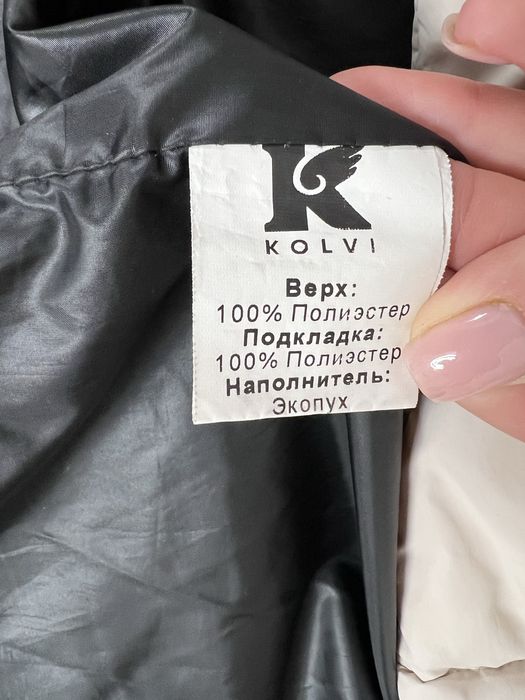 K
KOLVI
Верх:
100% Полиэстер
Подкладка:
100% Полиэстер
Наполнитель:
Экопух